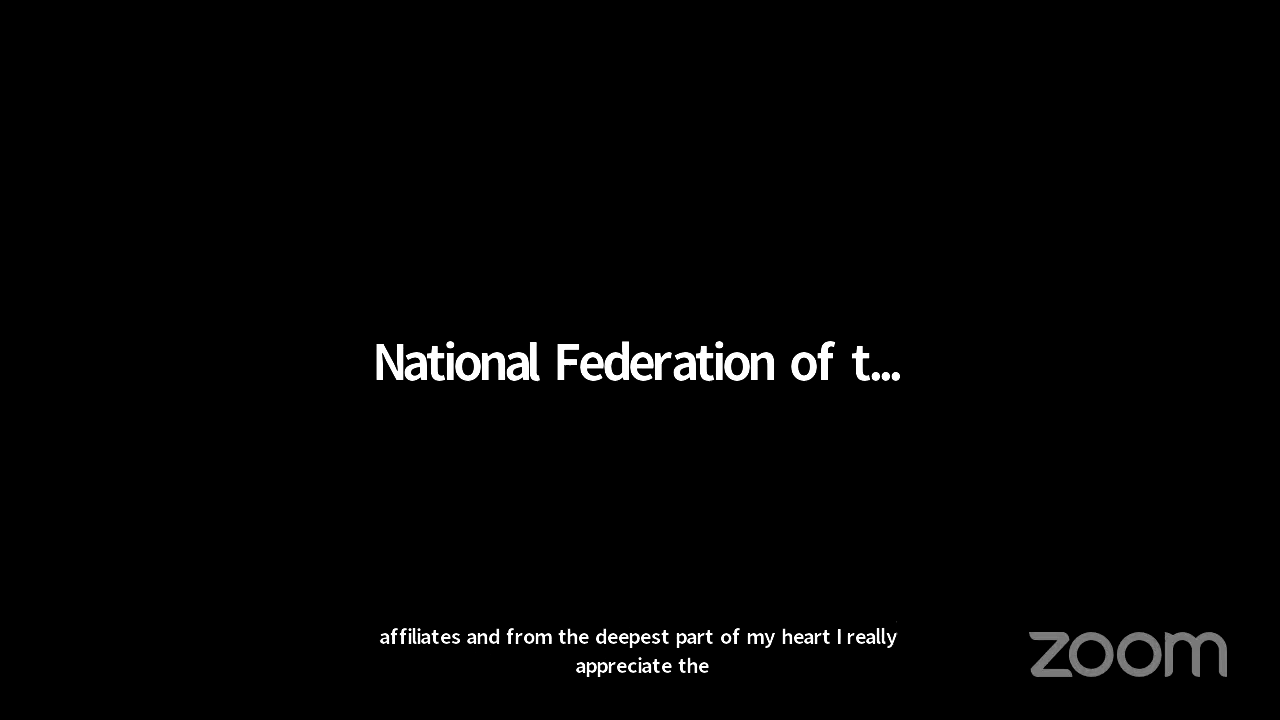 National Federation of t...
affiliates and from the deepest part of my heart I really
appreciate the
zoom